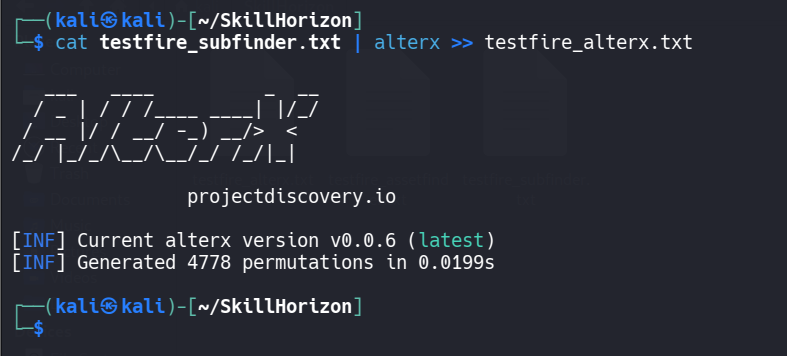 ┌──(kali㉿kali)-[~/SkillHorizon]
└─$ cat testfire_subfinder.txt | alterx >> testfire_alterx.txt
   ___   ____          _  __
  / _ | / / /____ ____| |/_/
 / __ |/ / __/ -_) __/>  <
/_/ |_/_/\__/\__/_/ /_/|_|
projectdiscovery.io
[INF] Current alterx version v0.0.6 (latest)
[INF] Generated 4778 permutations in 0.0199s
┌──(kali㉿kali)-[~/SkillHorizon]
└─$